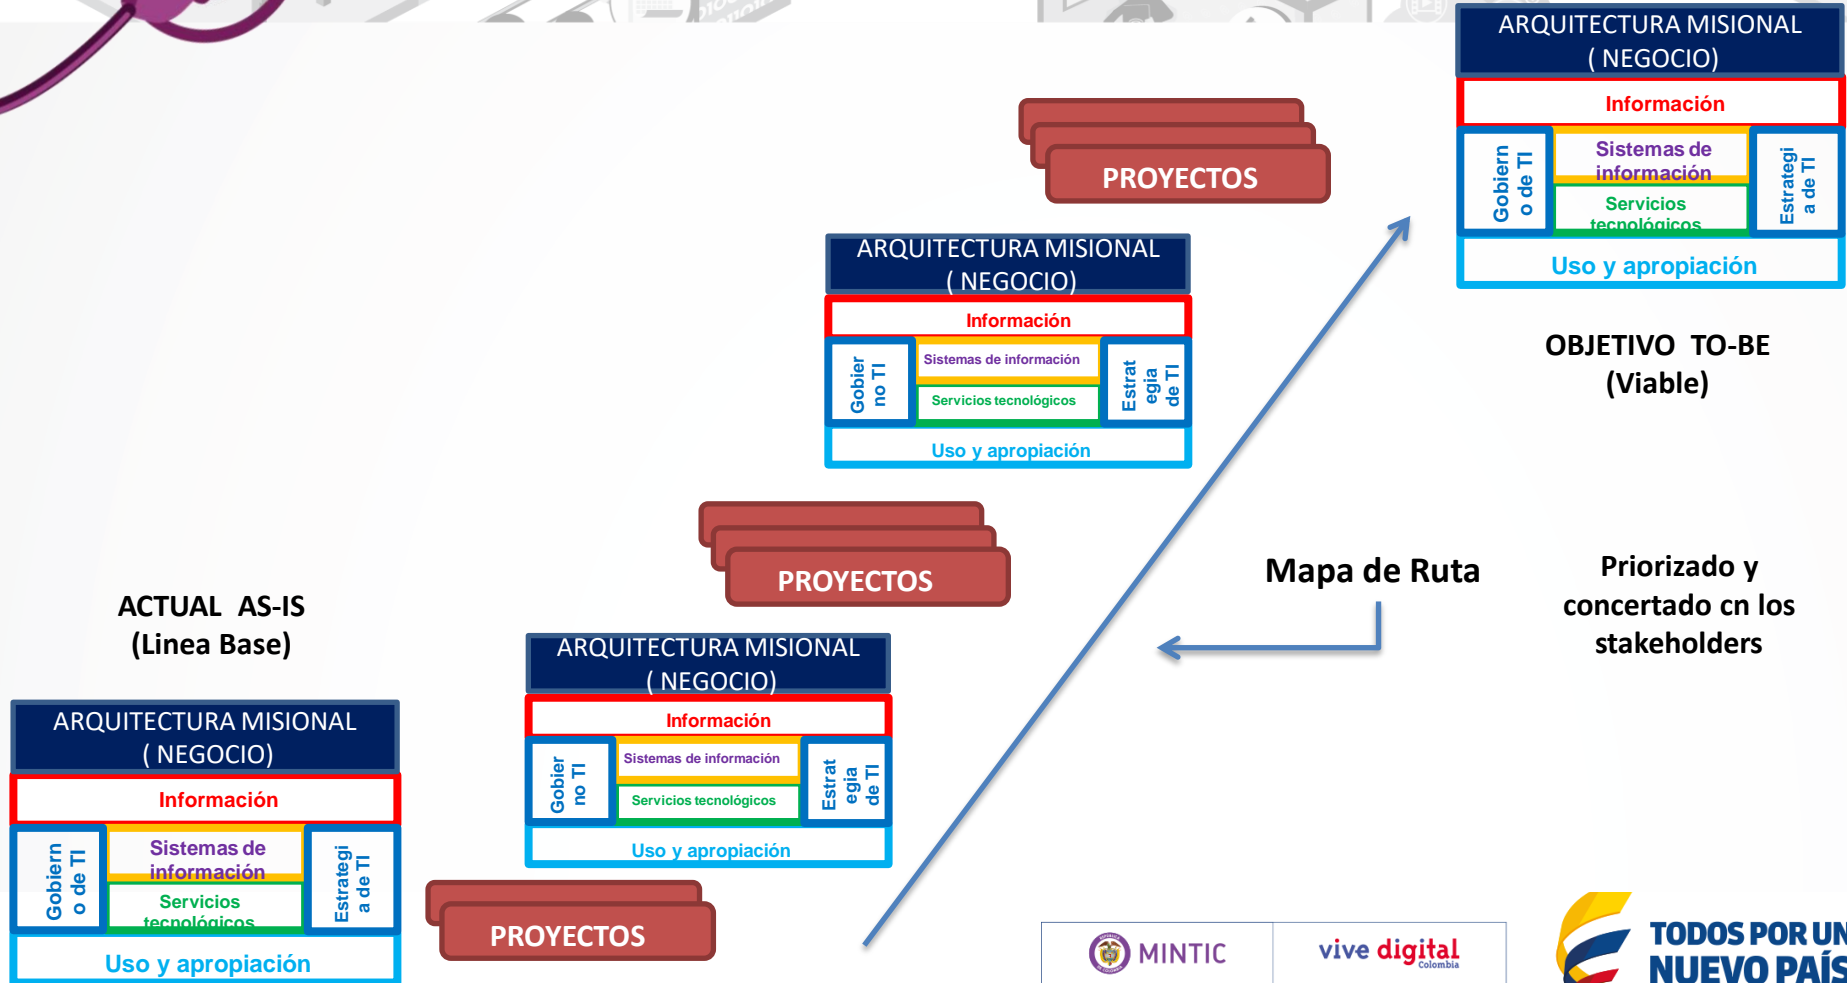 ARQUITECTURA MISIONAL
( NEGOCIO)
Información
Gobiern
o de TI
Sistemas de
información
Servicios
tecnológicos
Estrategi
a de TI
Uso y apropiación
OBJETIVO TO-BE
(Viable)
PROYECTOS
ARQUITECTURA MISIONAL
( NEGOCIO)
Información
Gobier
no TI
Sistemas de información
Servicios tecnológicos
Estrat
egia
de TI
Uso y apropiación
PROYECTOS
Mapa de Ruta
Priorizado y
concertado cn los
stakeholders
ACTUAL AS-IS
(Linea Base)
ARQUITECTURA MISIONAL
( NEGOCIO)
Información
Gobier
no TI
Sistemas de información
Servicios tecnológicos
Estrat
egia
de TI
Uso y apropiación
ARQUITECTURA MISIONAL
( NEGOCIO)
Información
Gobiern
o de TI
Sistemas de
información
Servicios
tecnológicos
Estrategi
a de TI
Uso y apropiación
PROYECTOS
MINTIC
vive digital
Colombia
TODOS POR UN
NUEVO PAÍS